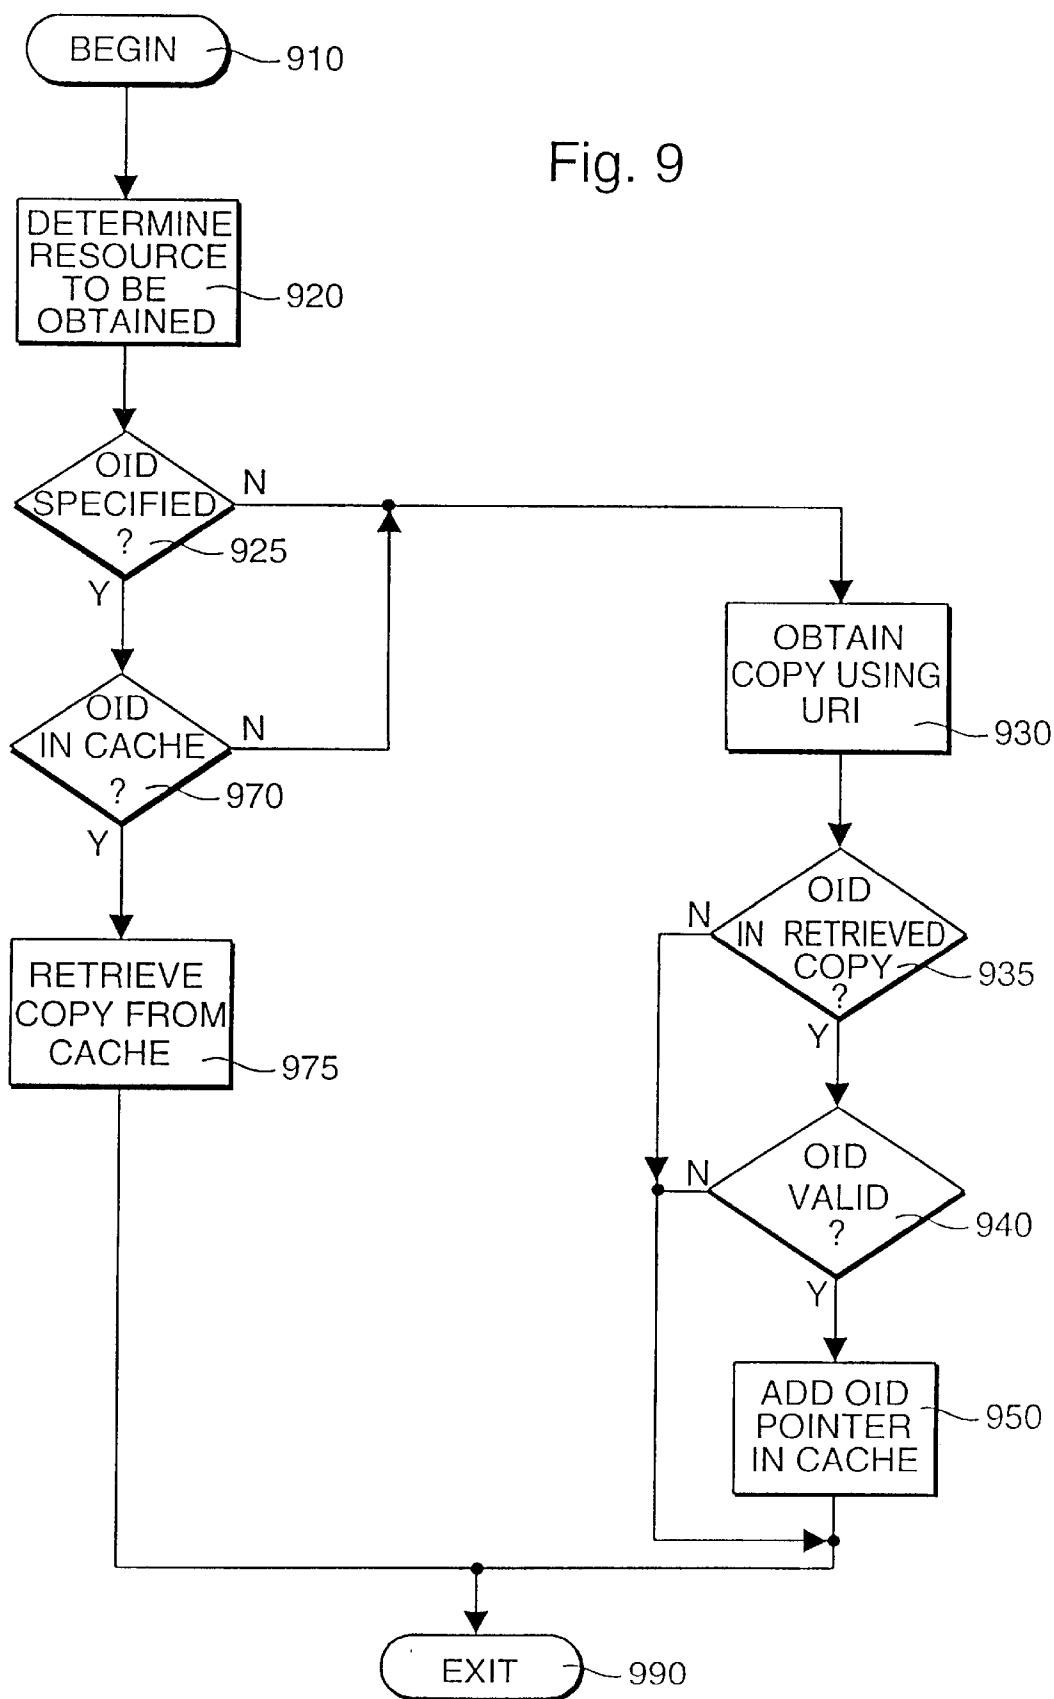 BEGIN
910
Fig. 9
DETERMINE
RESOURCE
TO BE
OBTAINED
920
OID
SPECIFIED
?
925
N
Y
OID
IN CACHE
?
970
N
Y
RETRIEVE
COPY FROM
CACHE
975
OBTAIN
COPY USING
URI
930
OID
IN RETRIEVED
COPY
?
935
N
Y
OID
VALID
?
940
N
Y
ADD OID
POINTER
IN CACHE
950
EXIT
990